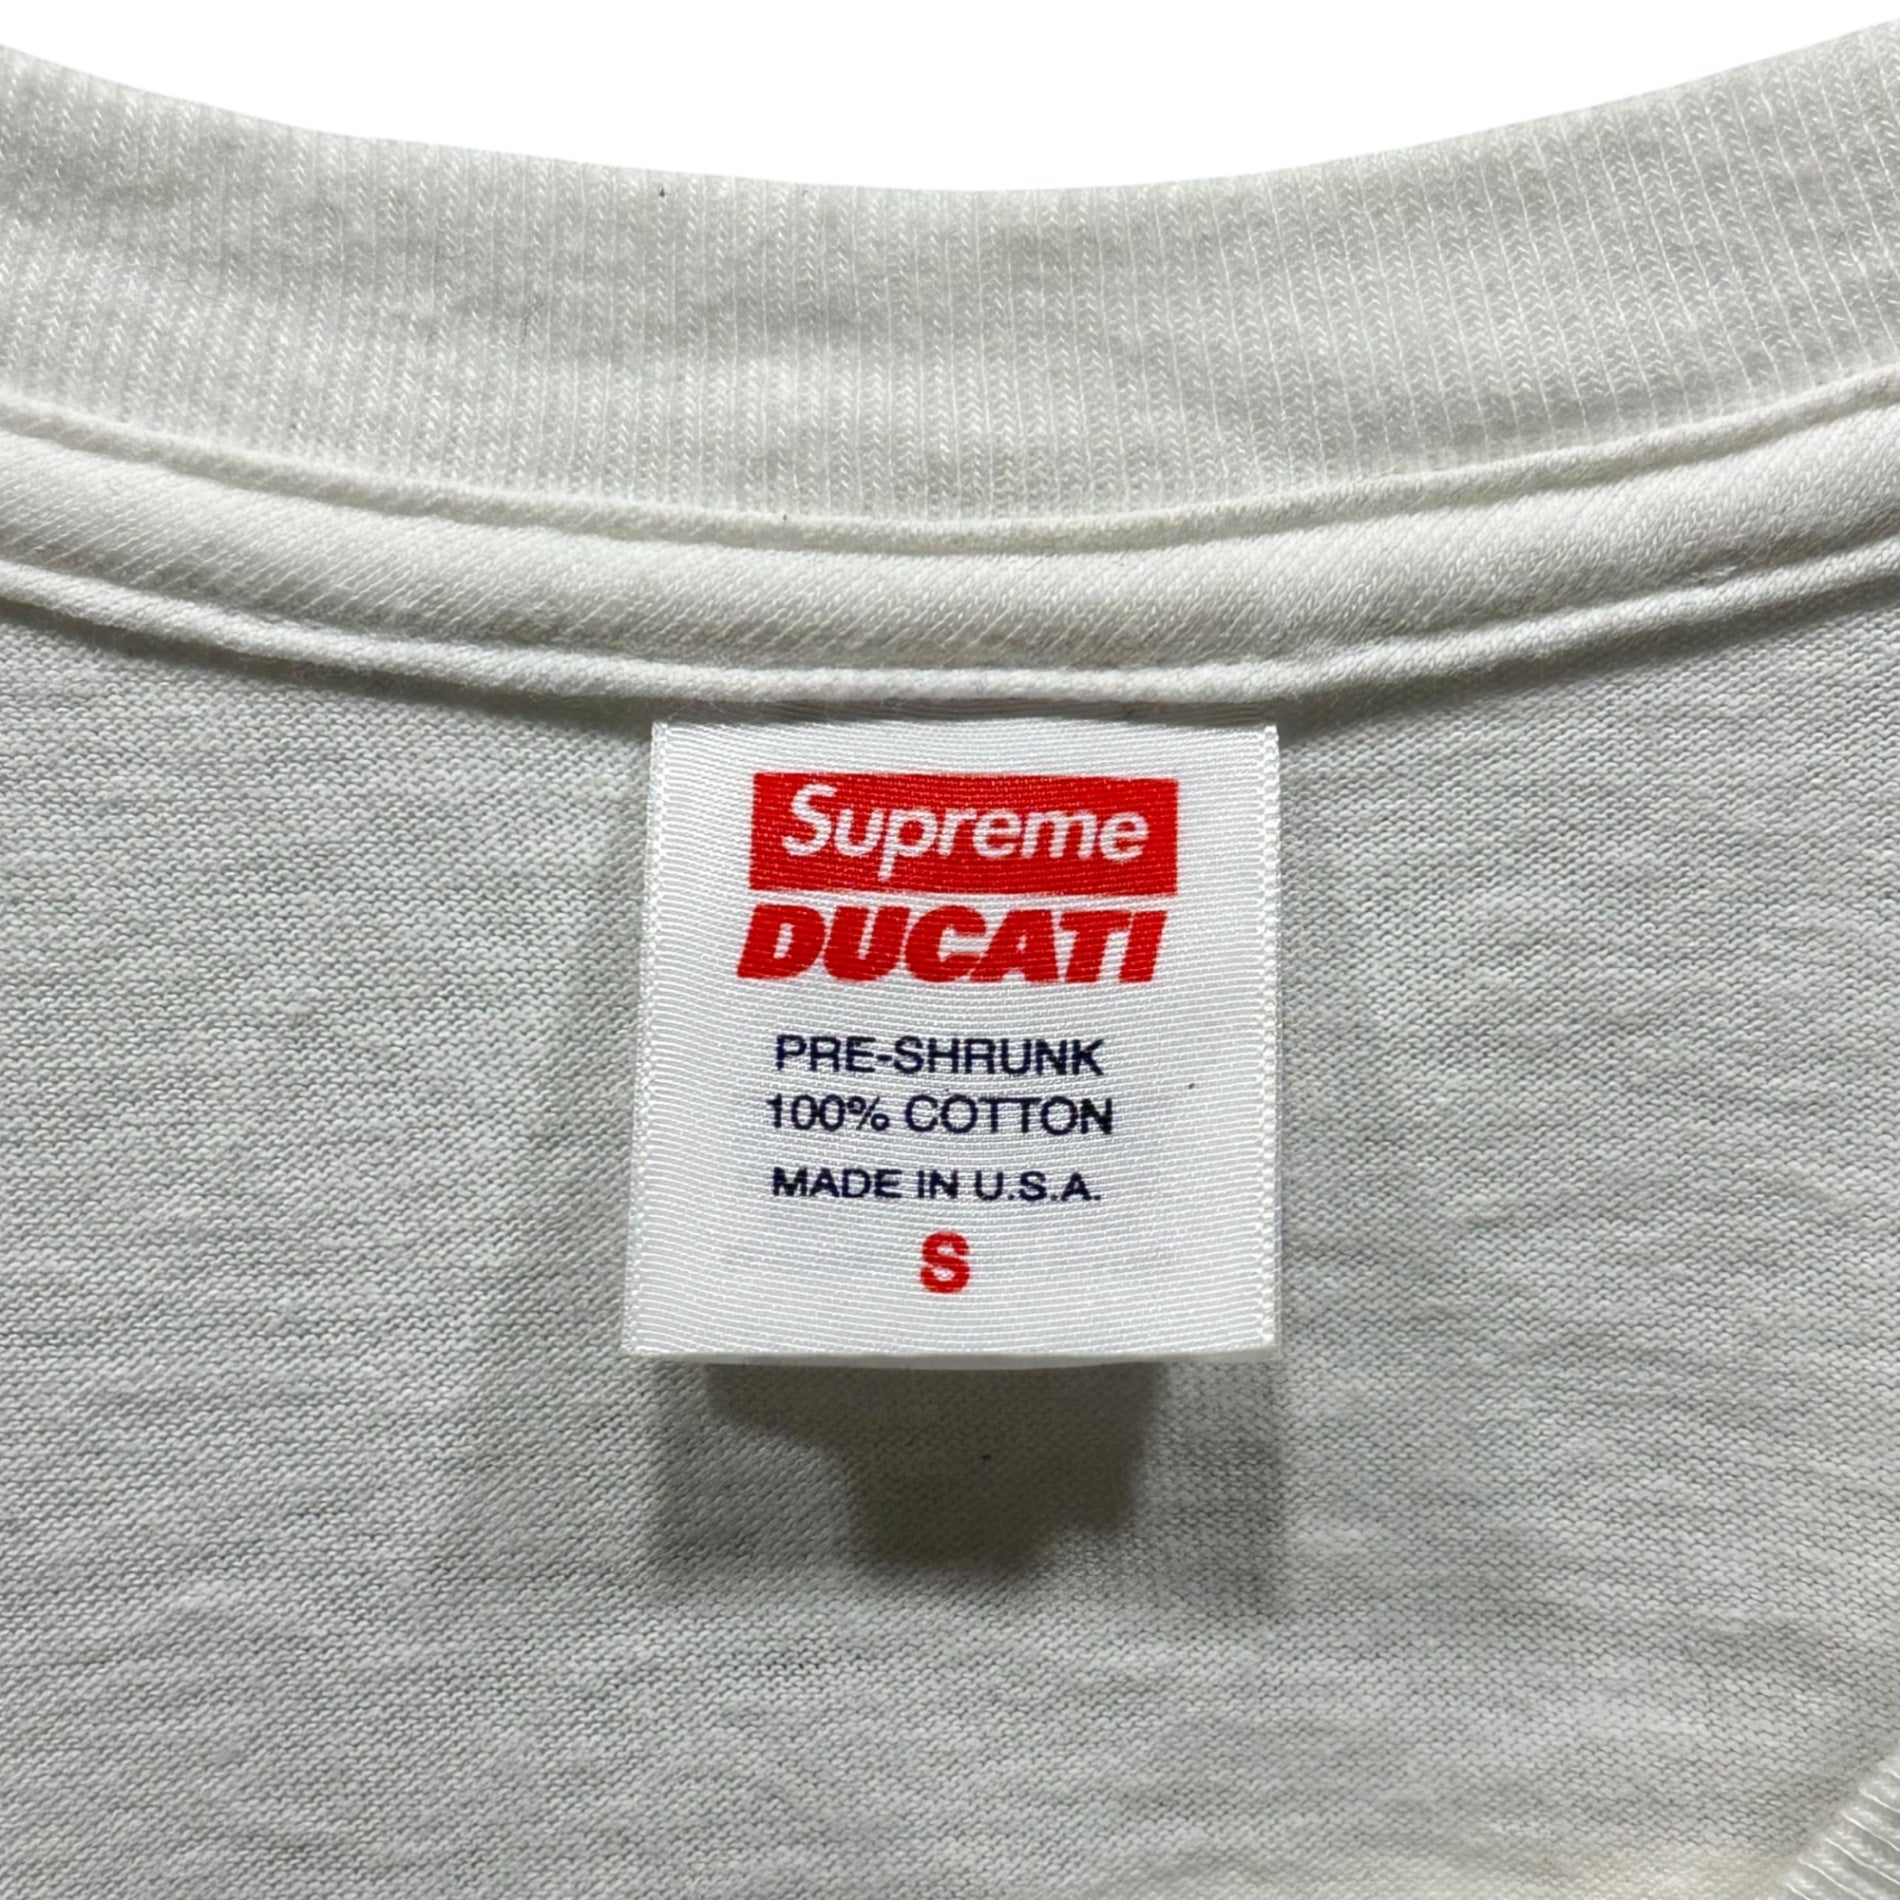 Supreme
DUCATI
PRE-SHRUNK
100% COTTON
MADE IN U.S.A.
S